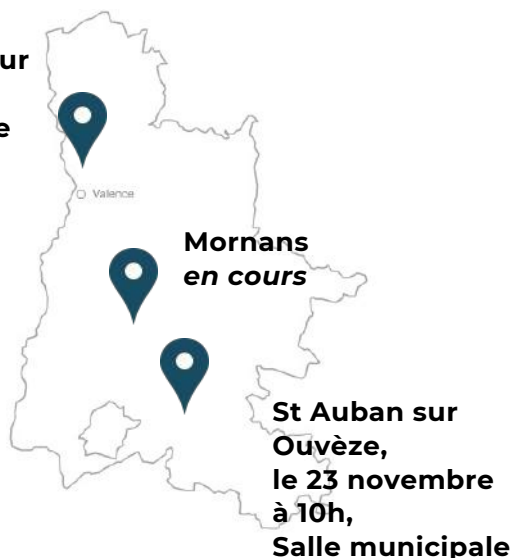 ur
e
Valence
Mornans
en cours
St Auban sur
Ouvèze,
le 23 novembre
à 10h,
Salle municipale